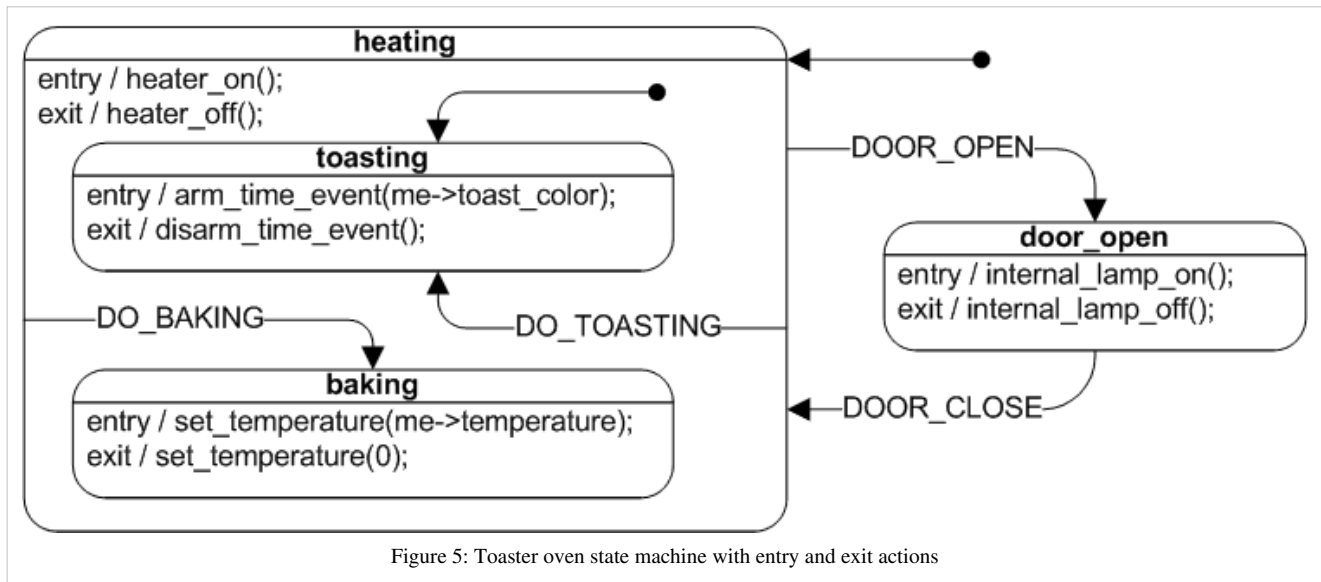 heating
entry / heater_on();
exit / heater_off();
toasting
entry / arm_time_event(me->toast_color);
exit / disarm_time_event();
DO_BAKING
DO_TOASTING
baking
entry / set_temperature(me->temperature);
exit / set_temperature(0);
DOOR_OPEN
door_open
entry / internal_lamp_on();
exit / internal_lamp_off();
DOOR_CLOSE
Figure 5: Toaster oven state machine with entry and exit actions